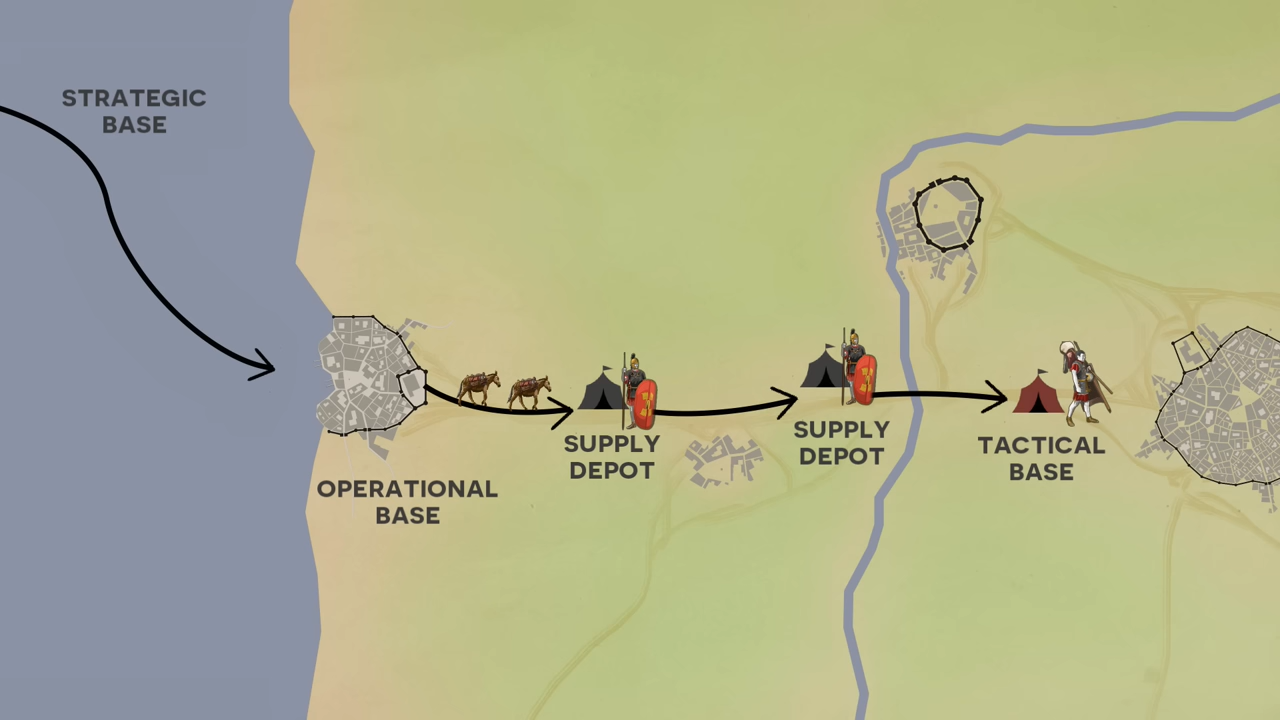 STRATEGIC
BASE
OPERATIONAL
BASE
SUPPLY
DEPOT
SUPPLY
DEPOT
TACTICAL
BASE